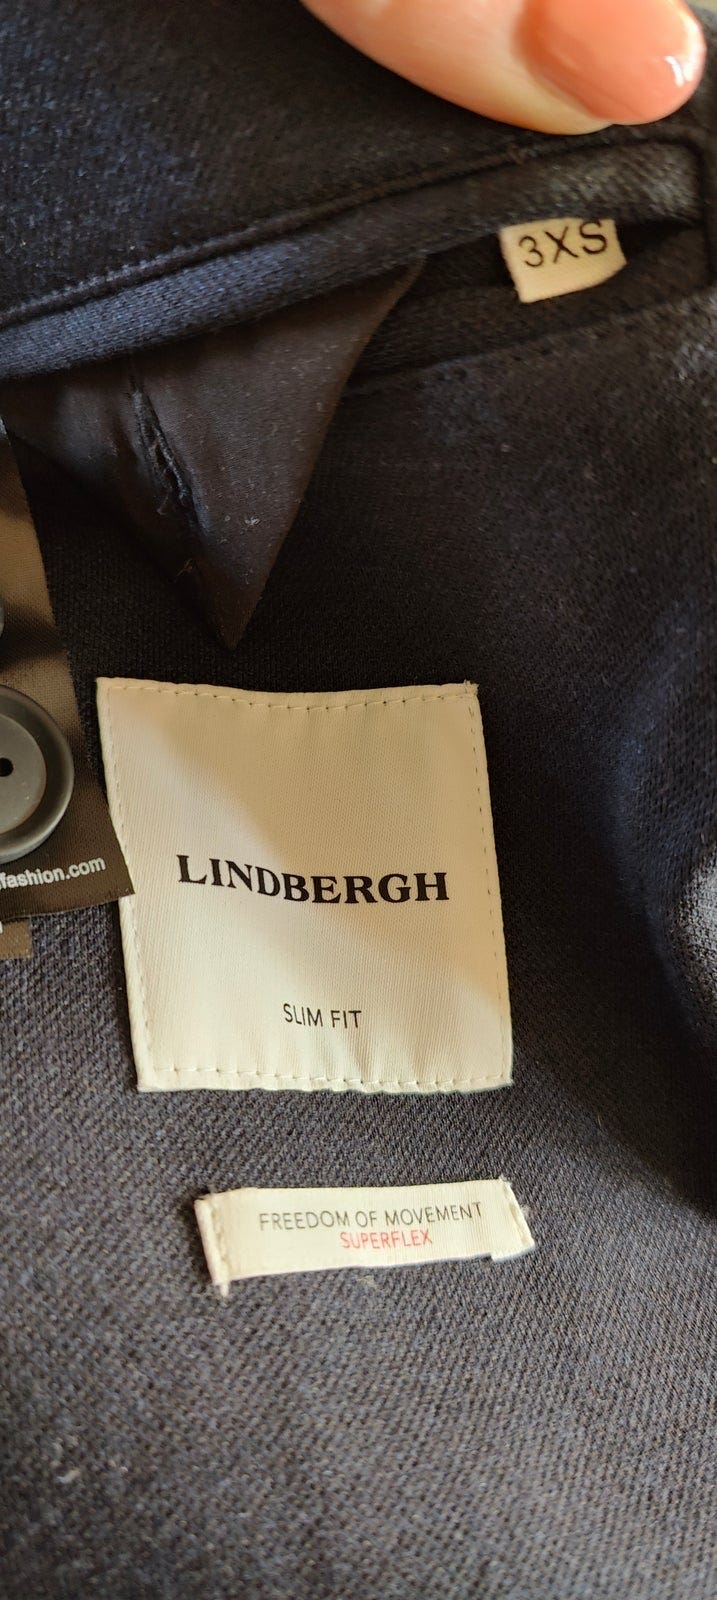 3XS
fashion.com
LINDBERGH
SLIM FIT
FREEDOM OF MOVEMENT
SUPERFLEX